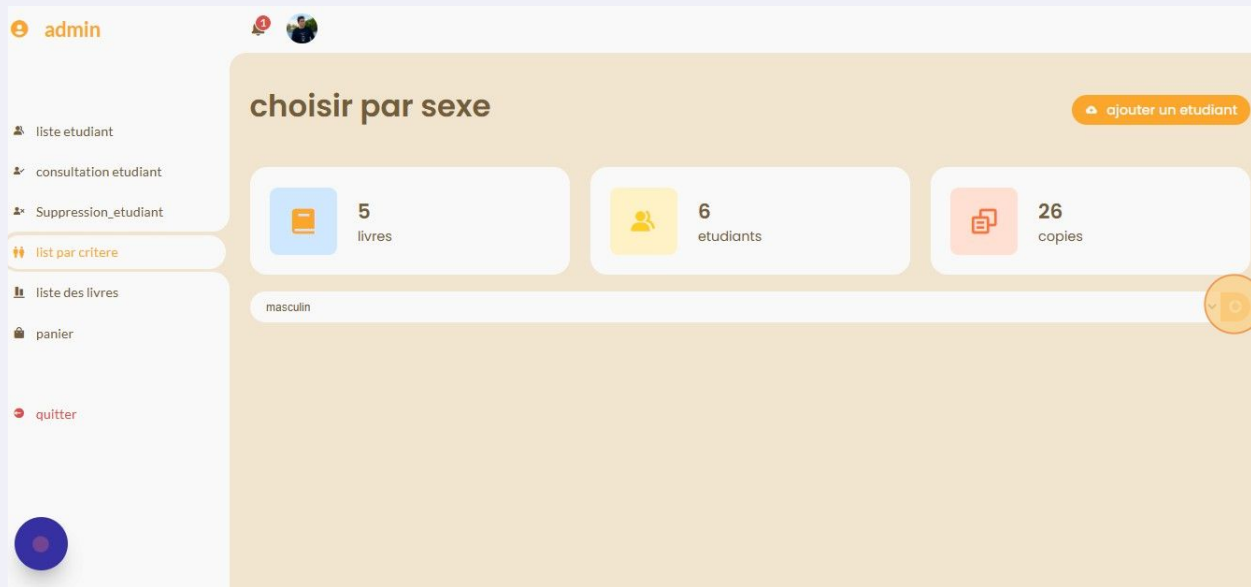 admin
1
liste etudiant
consultation etudiant
Suppression_etudiant
list par critere
liste des livres
panier
quitter
choisir par sexe
ajouter un etudiant
5
livres
6
etudiants
26
copies
masculin